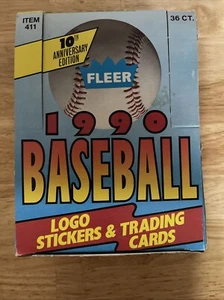 ITEM
411
36 CT.
10TH
ANNIVERSARY
EDITION
FLEER
1990
BASEBALL
LOGO
STICKERS & TRADING
CARDS